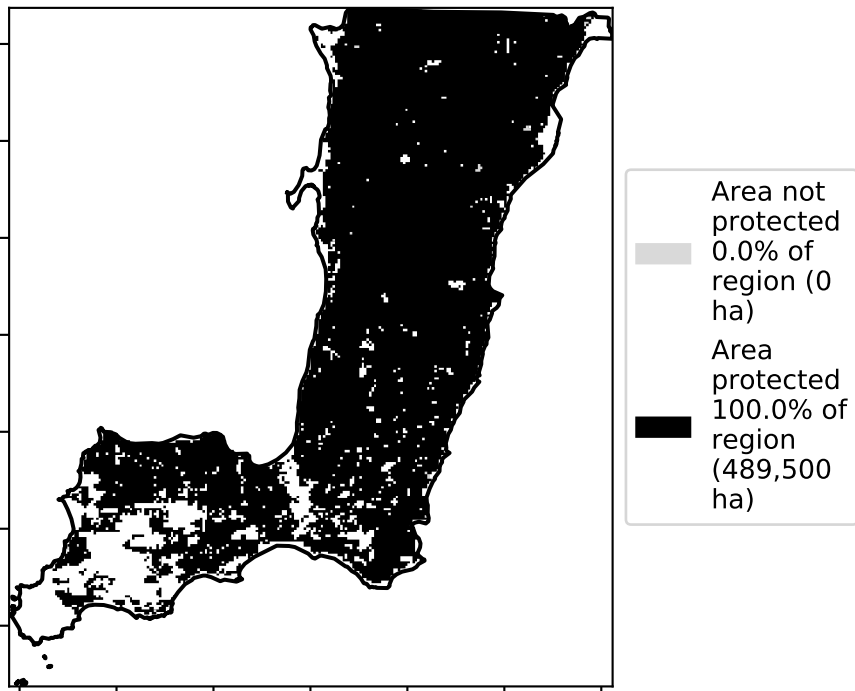 Area not
protected
0.0% of
region (0
ha)
Area
protected
100.0% of
region
(489,500
ha)